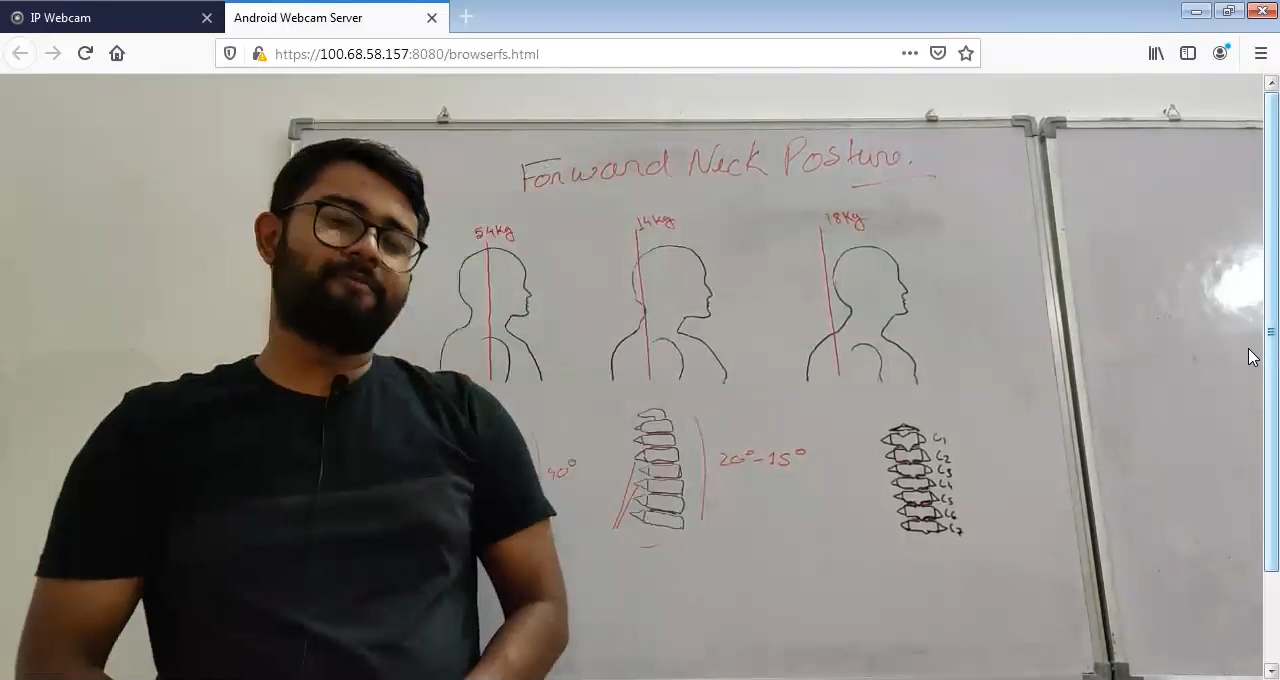 IP Webcam
Android Webcam Server
https://100.68.58.157:8080/browserfs.html
Forward Neck Posture.
54kg
14kg
18kg
40°
20°-15°
C1
C2
C3
C4
C5
C6
C7